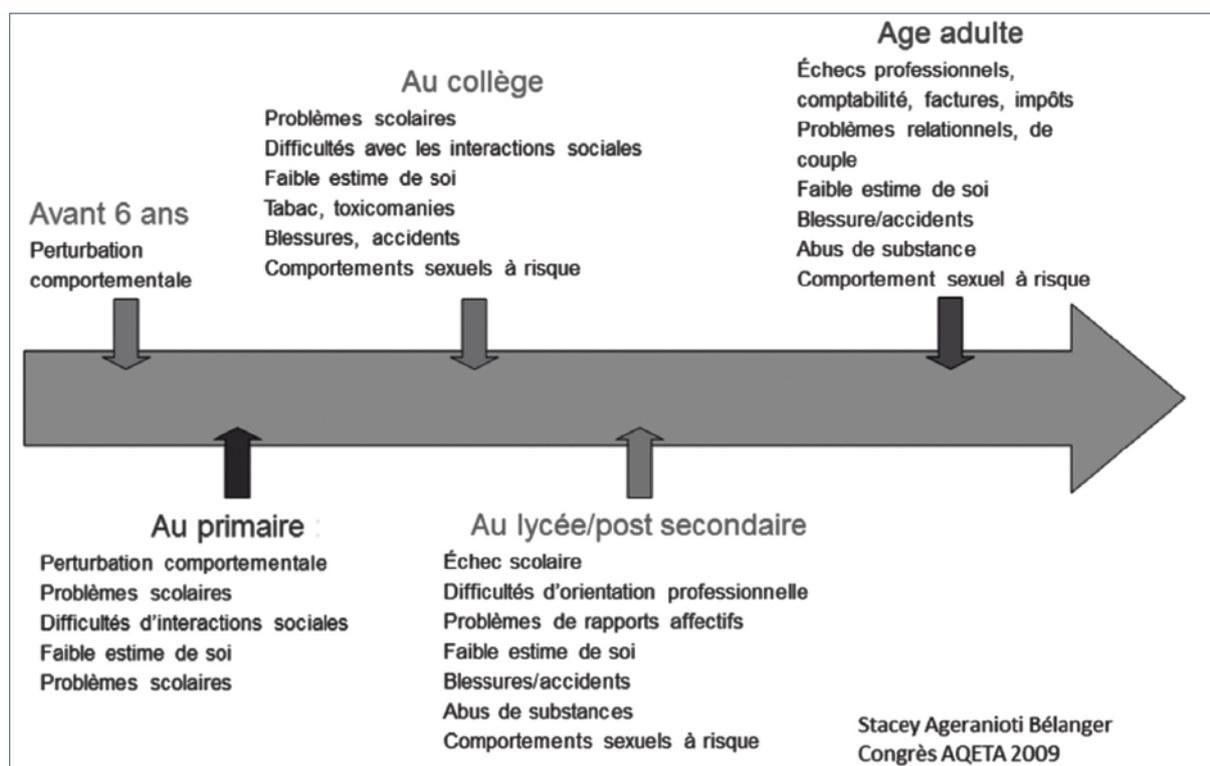 Avant 6 ans
Perturbation
comportementale
Au primaire :
Perturbation comportementale
Problèmes scolaires
Difficultés d'interactions sociales
Faible estime de soi
Problèmes scolaires
Au collège
Problèmes scolaires
Difficultés avec les interactions sociales
Faible estime de soi
Tabac, toxicomanies
Blessures, accidents
Comportements sexuels à risque
Au lycée/post secondaire
Échec scolaire
Difficultés d'orientation professionnelle
Problèmes de rapports affectifs
Faible estime de soi
Blessures/accidents
Abus de substances
Comportements sexuels à risque
Age adulte
Échecs professionnels,
comptabilité, factures, impôts
Problèmes relationnels, de
couple
Faible estime de soi
Blessure/accidents
Abus de substance
Comportement sexuel à risque
Stacey Ageranioti Bélanger
Congrès AQETA 2009